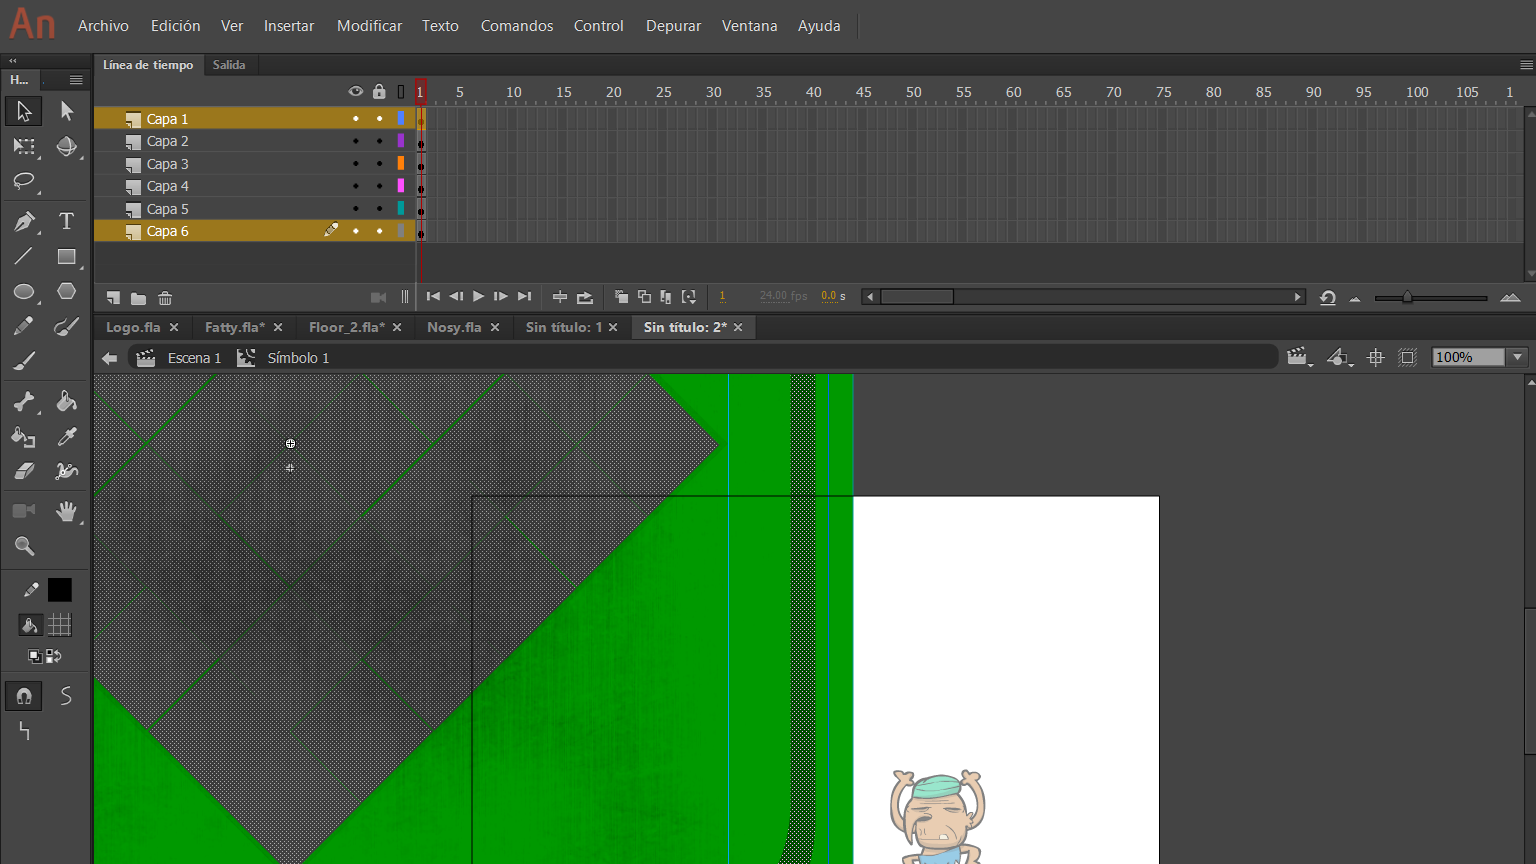 An Archivo Edición Ver Insertar Modificar Texto Comandos Control Depurar Ventana Ayuda
H...
Línea de tiempo Salida
1 5 10 15 20 25 30 35 40 45 50 55 60 65 70 75 80 85 90 95 100 105 1
Capa 1
Capa 2
Capa 3
Capa 4
Capa 5
Capa 6
1 24.00 fps 0.0 s
Logo.fla Fatty.fla* Floor_2.fla* Nosy.fla Sin título: 1 Sin título: 2*
Escena 1 Símbolo 1 100%
T